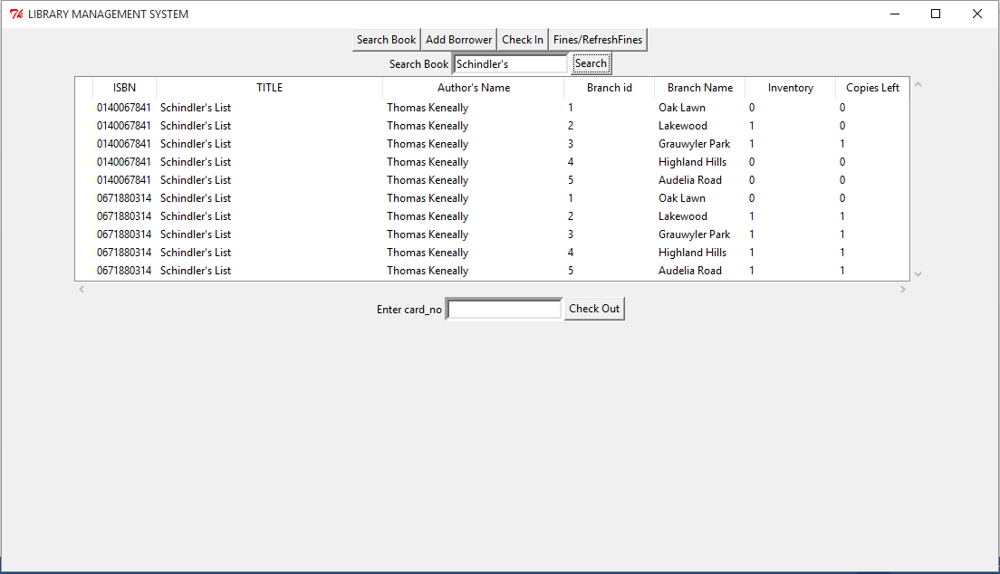 LIBRARY MANAGEMENT SYSTEM
Search Book Add Borrower Check In Fines/RefreshFines
Search Book Schindler's Search
ISBN TITLE Author's Name Branch id Branch Name Inventory Copies Left
0140067841 Schindler's List Thomas Keneally 1 Oak Lawn 0 0
0140067841 Schindler's List Thomas Keneally 2 Lakewood 1 0
0140067841 Schindler's List Thomas Keneally 3 Grauwyler Park 1 1
0140067841 Schindler's List Thomas Keneally 4 Highland Hills 0 0
0140067841 Schindler's List Thomas Keneally 5 Audelia Road 0 0
0671880314 Schindler's List Thomas Keneally 1 Oak Lawn 0 0
0671880314 Schindler's List Thomas Keneally 2 Lakewood 1 1
0671880314 Schindler's List Thomas Keneally 3 Grauwyler Park 1 1
0671880314 Schindler's List Thomas Keneally 4 Highland Hills 1 1
0671880314 Schindler's List Thomas Keneally 5 Audelia Road 1 1
Enter card_no Check Out